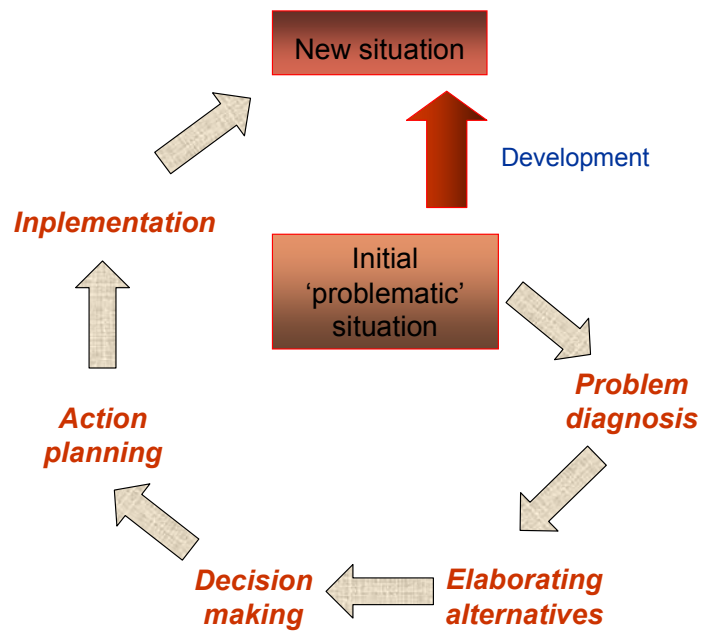 New situation
Development
Inplementation
Initial
‘problematic’
situation
Problem
diagnosis
Action
planning
Decision
making
Elaborating
alternatives